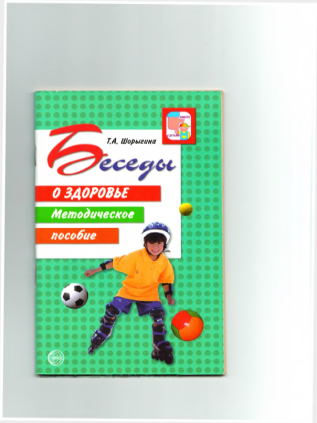 Т.А. Шорыгина
Беседы
О ЗДОРОВЬЕ
Методическое
пособие